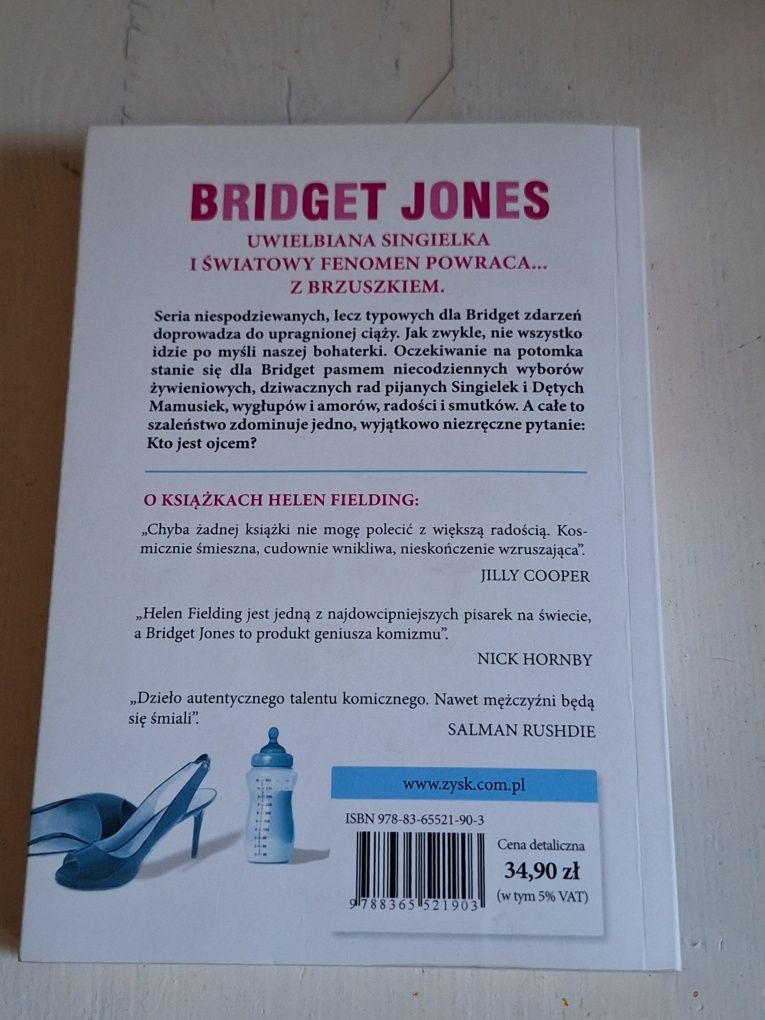 BRIDGET JONES
UWIELBIANA SINGIELKA
I ŚWIATOWY FENOMEN POWRACA...
Z BRZUSZKIEM.
Seria niespodziewanych, lecz typowych dla Bridget zdarzeń
doprowadza do upragnionej ciąży. Jak zwykle, nie wszystko
idzie po myśli naszej bohaterki. Oczekiwanie na potomka
stanie się dla Bridget pasmem niecodziennych wyborów
żywieniowych, dziwacznych rad pijanych Singielek i Dętych
Mamusiek, wygłupów i amorów, radości i smutków. A całe to
szaleństwo zdominuje jedno, wyjątkowo niezręczne pytanie:
Kto jest ojcem?
O KSIĄŻKACH HELEN FIELDING:
„Chyba żadnej książki nie mogę polecić z większą radością. Kos-
micznie śmieszna, cudownie wnikliwa, nieskończenie wzruszająca”.
JILLY COOPER
„Helen Fielding jest jedną z najdowcipniejszych pisarek na świecie,
a Bridget Jones to produkt geniusza komizmu”.
NICK HORNBY
„Dzieło autentycznego talentu komicznego. Nawet mężczyźni będą
się śmiali”.
SALMAN RUSHDIE
www.zysk.com.pl
ISBN 978-83-65521-90-3
Cena detaliczna
34,90 zł
(w tym 5% VAT)
9 788365 521903